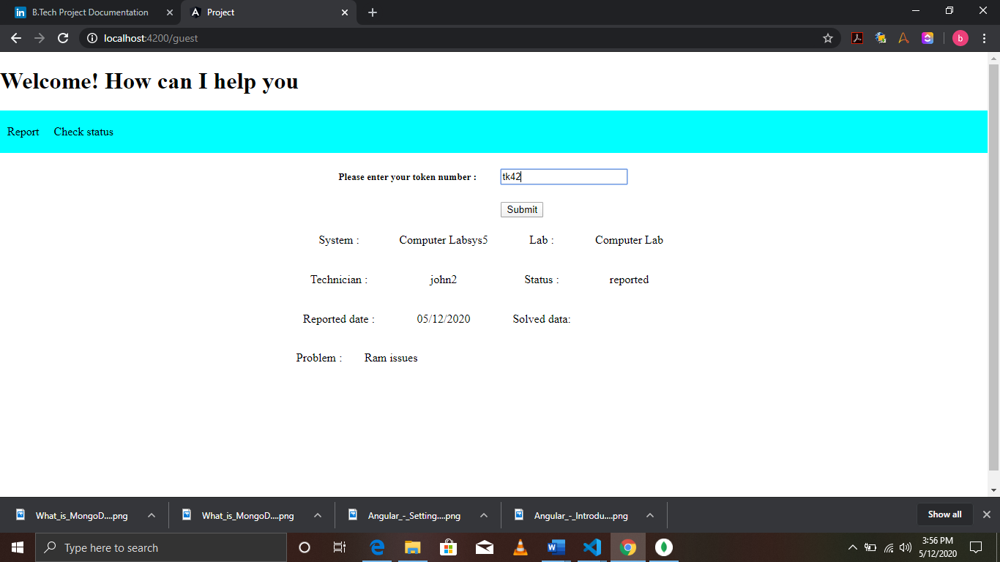 B.Tech Project Documentation
Project
localhost:4200/guest
b
Welcome! How can I help you
Report Check status
Please enter your token number : tk42
Submit
System : Computer Labsys5 Lab : Computer Lab
Technician : john2 Status : reported
Reported date : 05/12/2020 Solved data:
Problem : Ram issues
What_is_MongoD....png What_is_MongoD....png Angular_-_Setting....png Angular_-_Introdu....png Show all
Type here to search
3:56 PM
5/12/2020